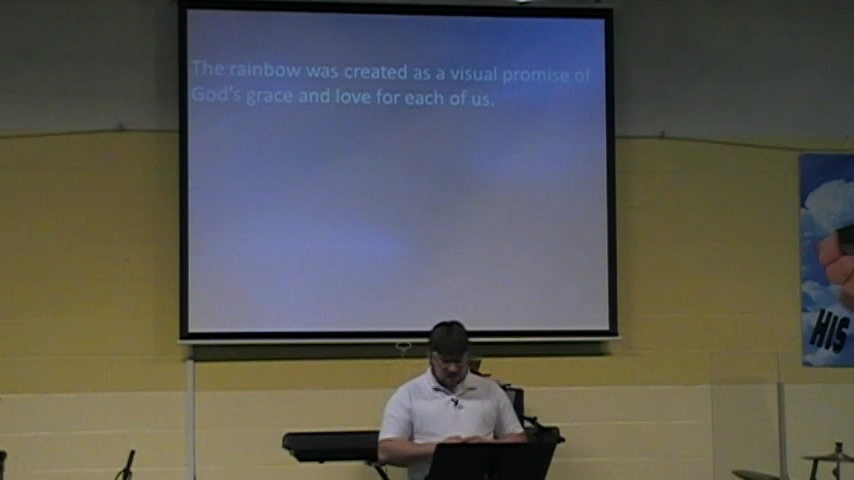 The rainbow was created as a visual promise of
God's grace and love for each of us.
HIS